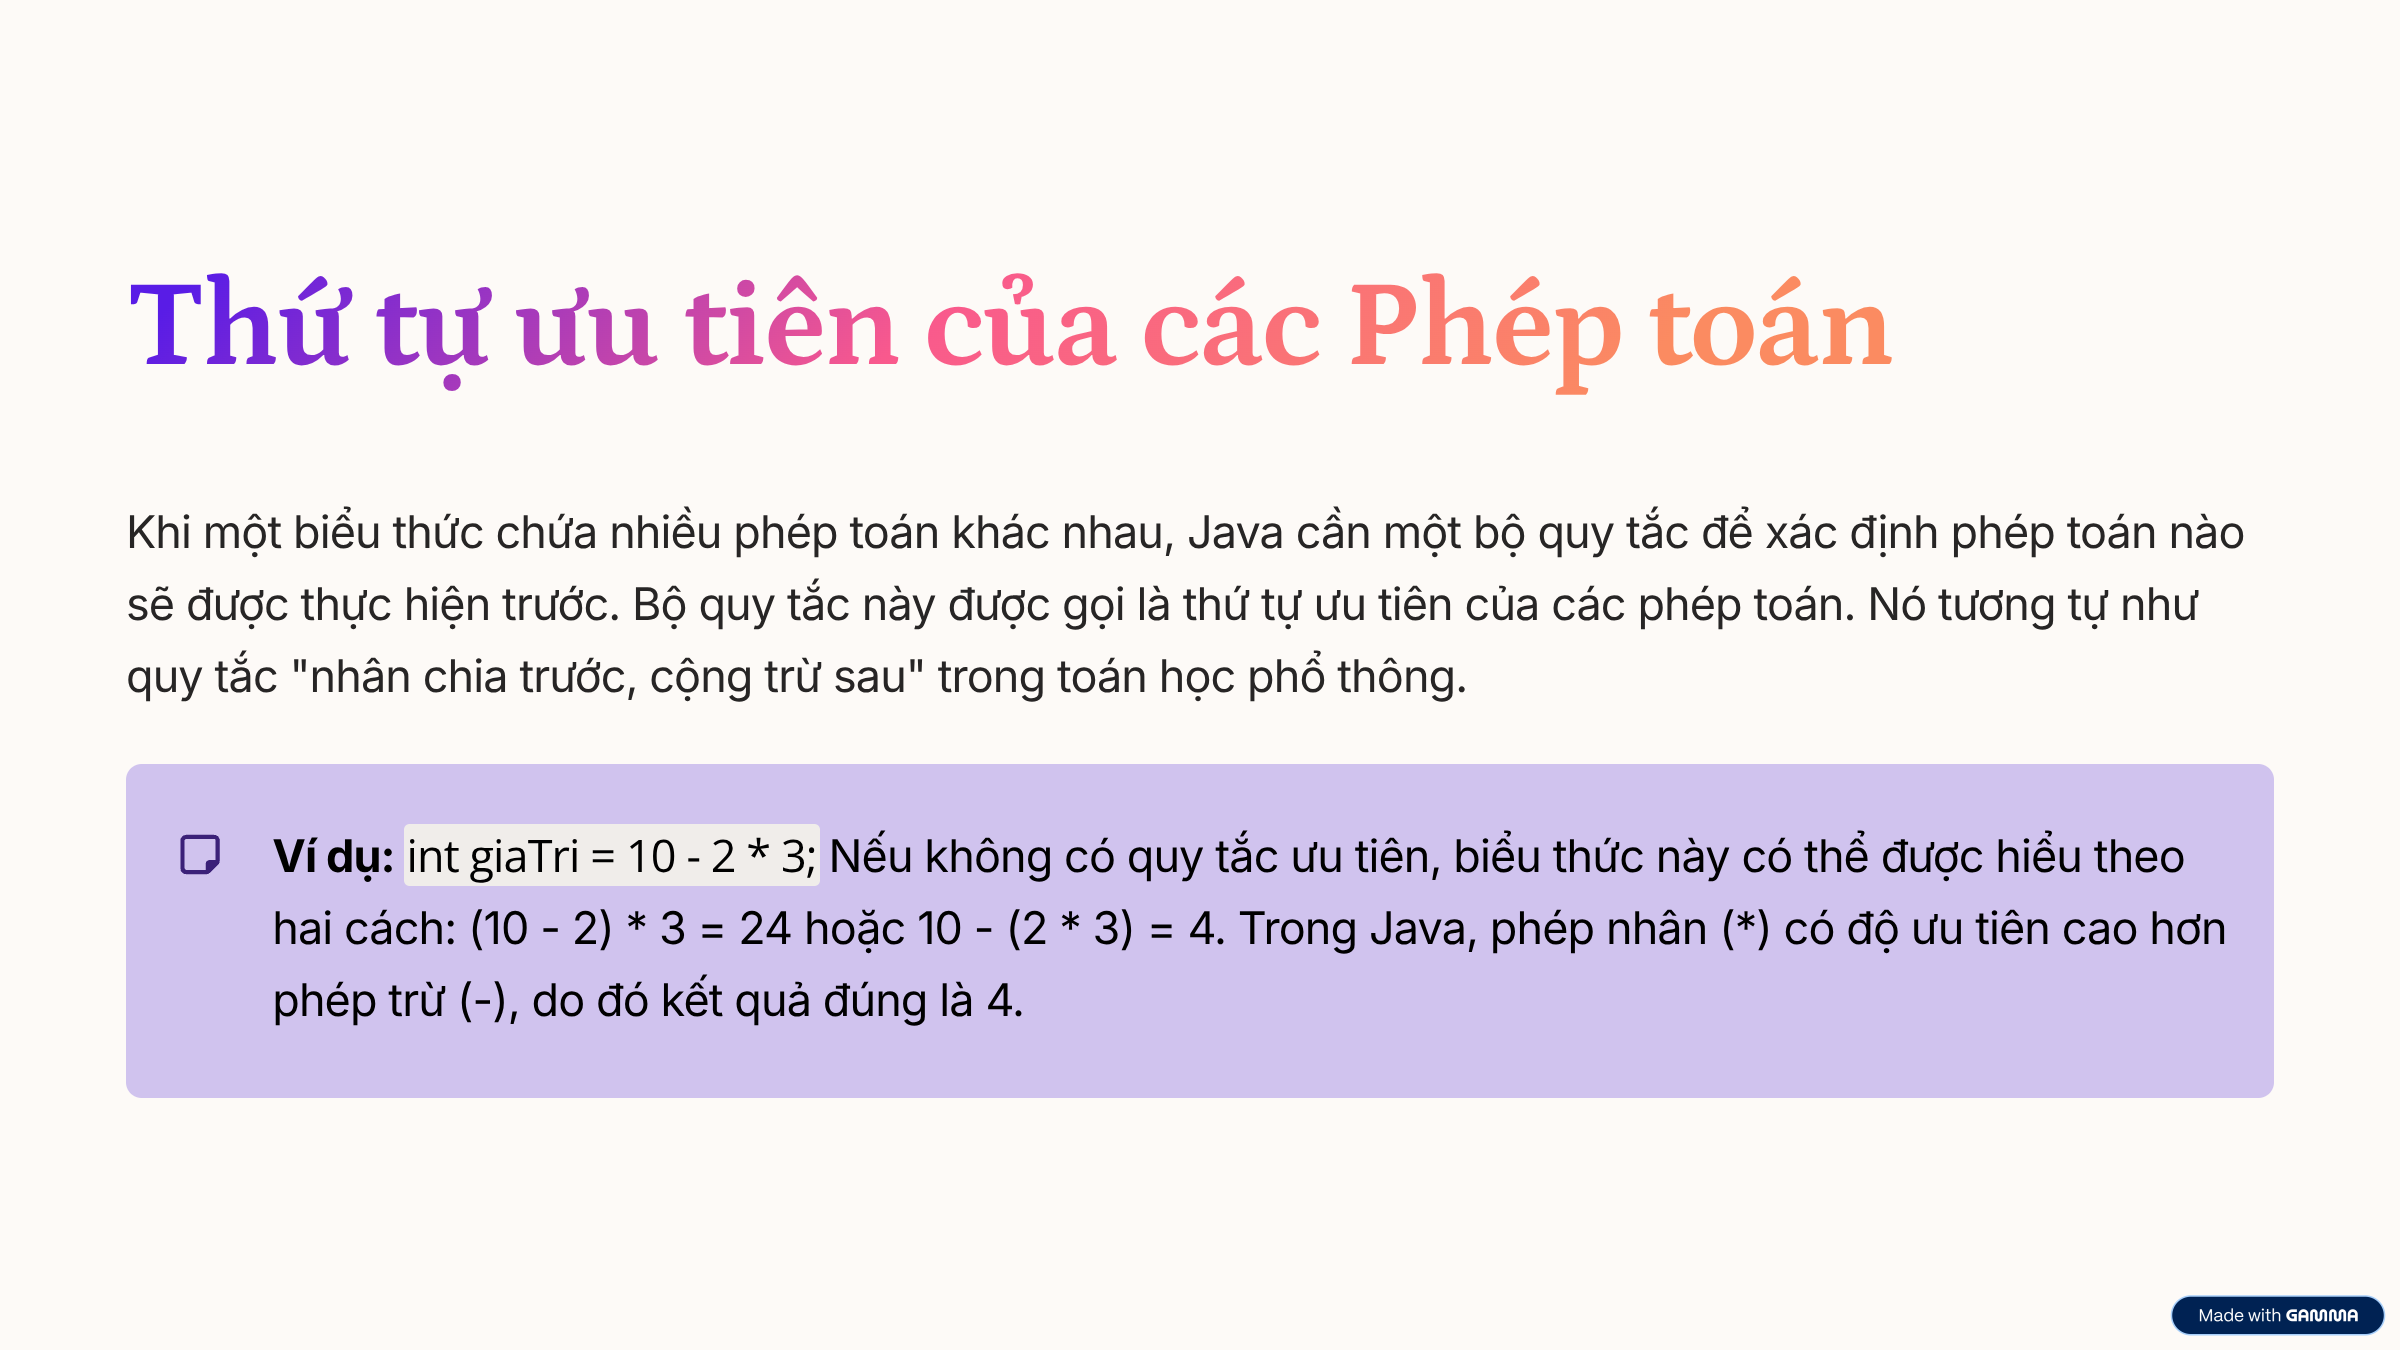 Thứ tự ưu tiên của các Phép toán
Khi một biểu thức chứa nhiều phép toán khác nhau, Java cần một bộ quy tắc để xác định phép toán nào
sẽ được thực hiện trước. Bộ quy tắc này được gọi là thứ tự ưu tiên của các phép toán. Nó tương tự như
quy tắc "nhân chia trước, cộng trừ sau" trong toán học phổ thông.
Ví dụ: int giaTri = 10 - 2 * 3; Nếu không có quy tắc ưu tiên, biểu thức này có thể được hiểu theo
hai cách: (10 - 2) * 3 = 24 hoặc 10 - (2 * 3) = 4. Trong Java, phép nhân (*) có độ ưu tiên cao hơn
phép trừ (-), do đó kết quả đúng là 4.
Made with GAMMA